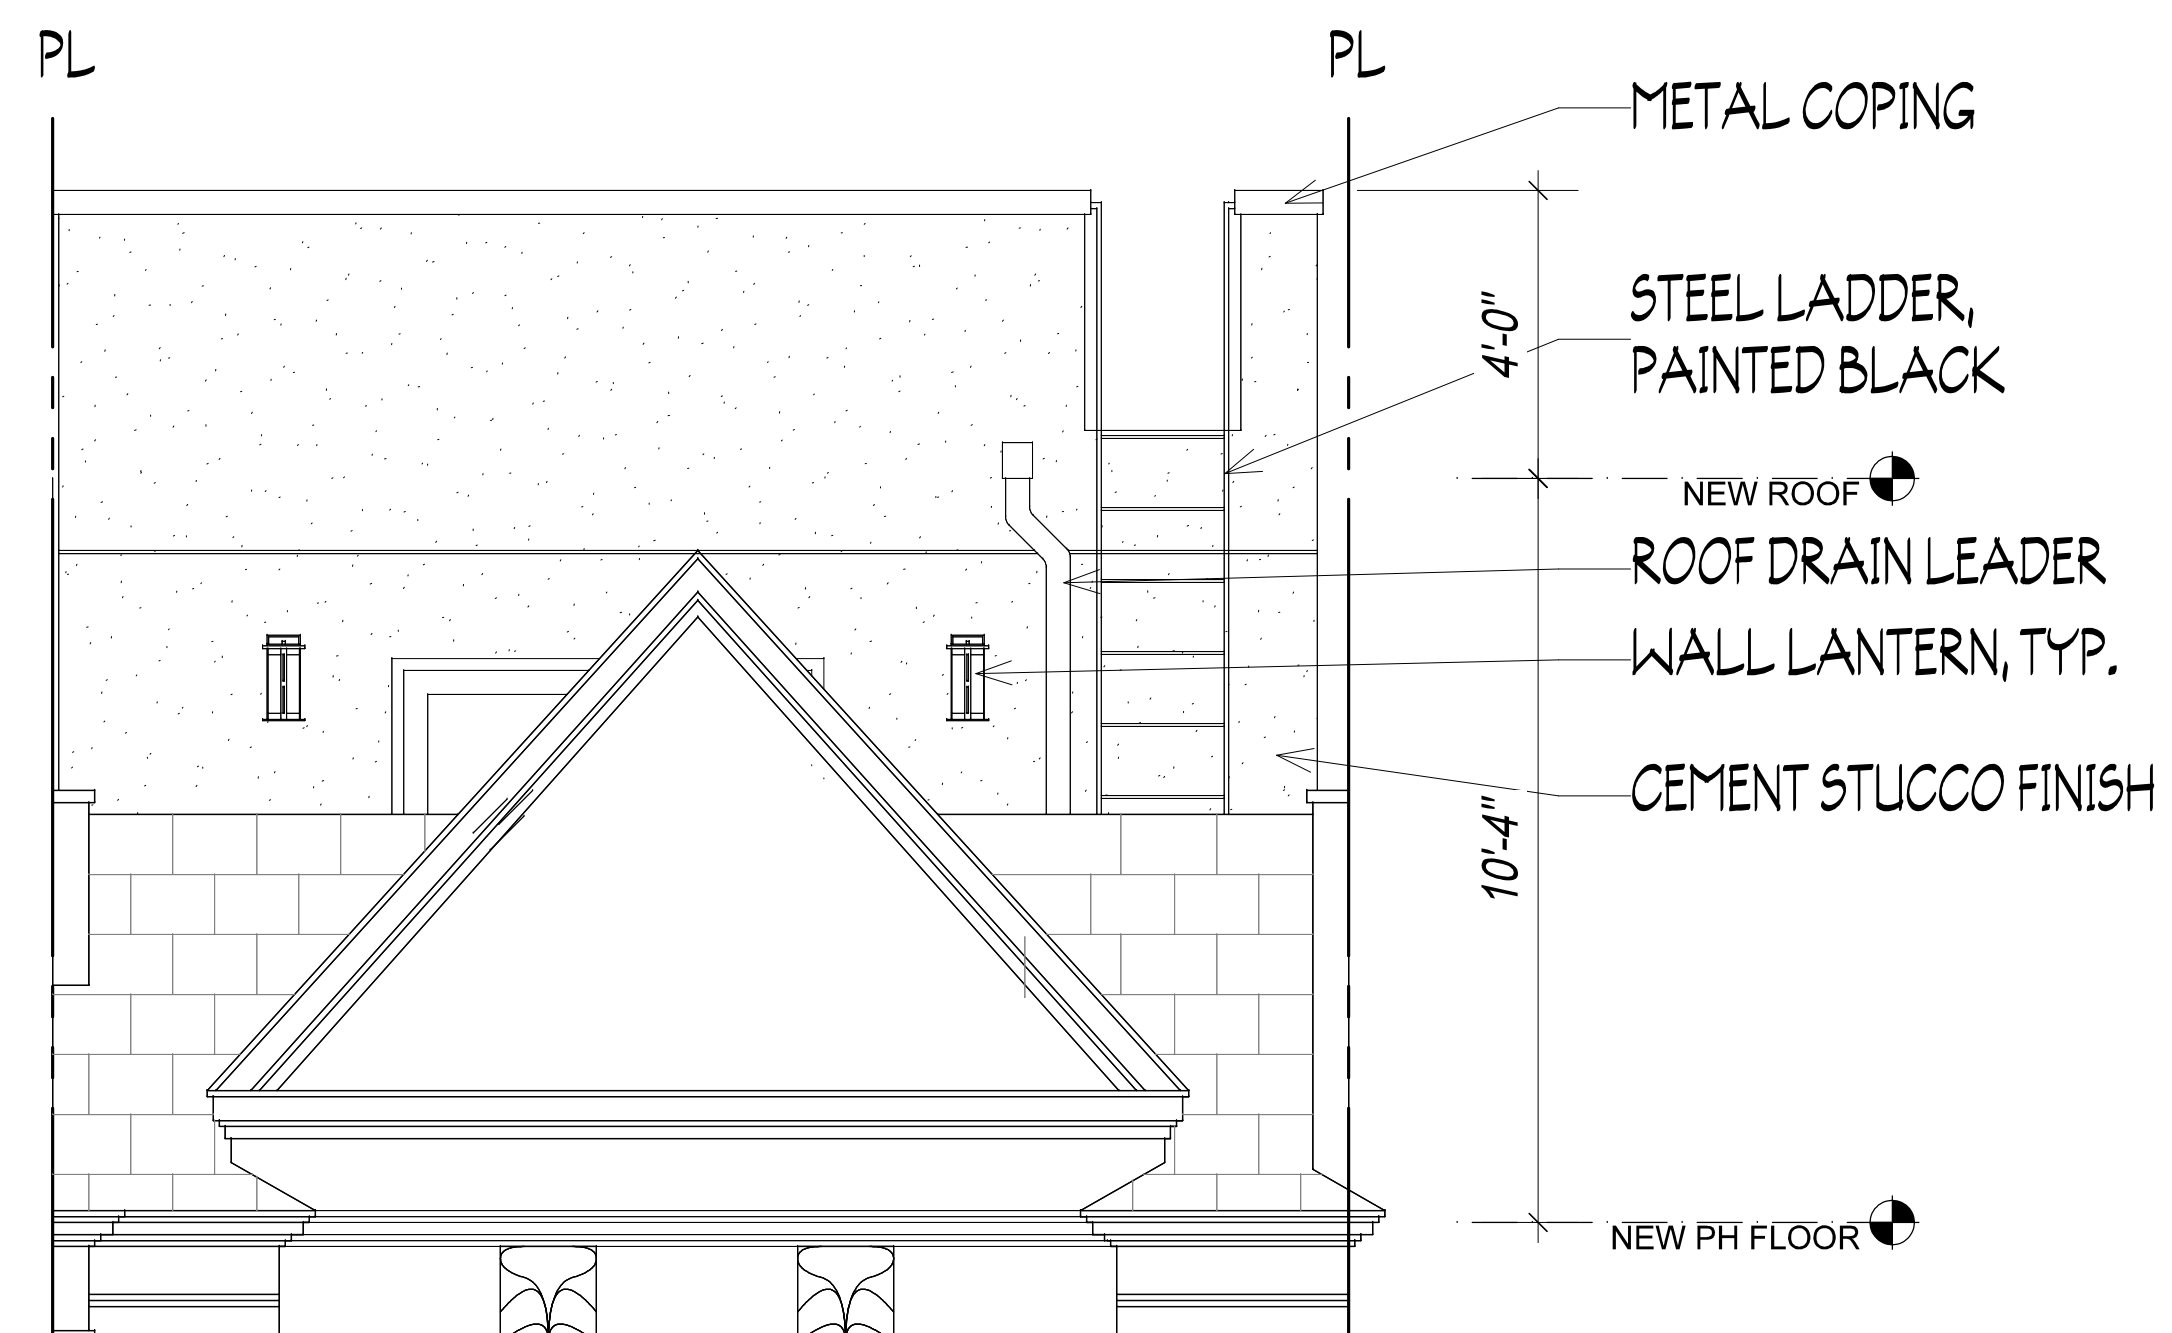 PL
PL
METAL COPING
STEEL LADDER,
PAINTED BLACK
4'-0"
NEW ROOF
ROOF DRAIN LEADER
WALL LANTERN, TYP.
CEMENT STUCCO FINISH
10'-4"
NEW PH FLOOR